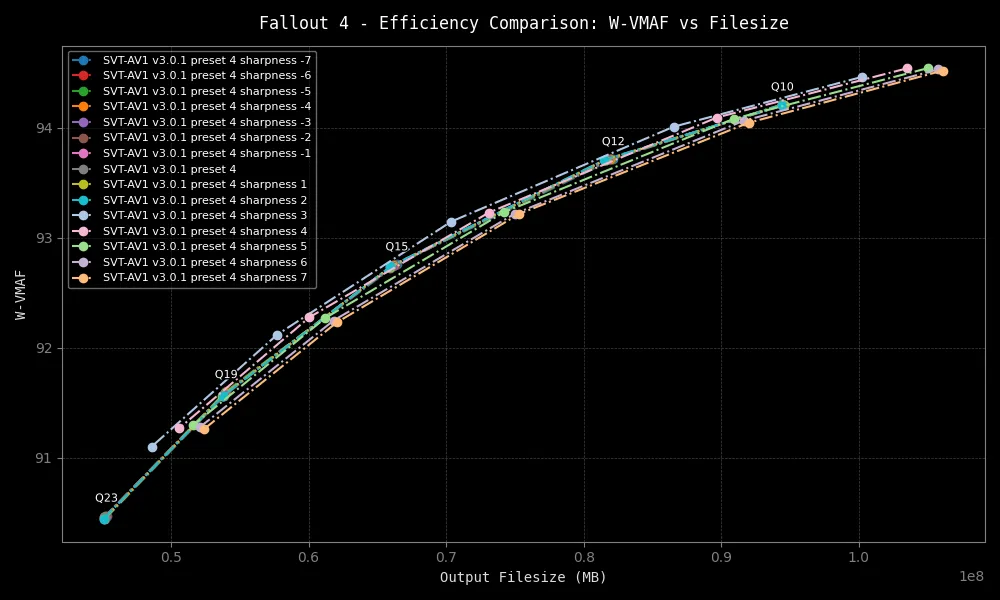 Fallout 4 - Efficiency Comparison: W-VMAF vs Filesize
SVT-AV1 v3.0.1 preset 4 sharpness -7
SVT-AV1 v3.0.1 preset 4 sharpness -6
SVT-AV1 v3.0.1 preset 4 sharpness -5
SVT-AV1 v3.0.1 preset 4 sharpness -4
SVT-AV1 v3.0.1 preset 4 sharpness -3
SVT-AV1 v3.0.1 preset 4 sharpness -2
SVT-AV1 v3.0.1 preset 4 sharpness -1
SVT-AV1 v3.0.1 preset 4
SVT-AV1 v3.0.1 preset 4 sharpness 1
SVT-AV1 v3.0.1 preset 4 sharpness 2
SVT-AV1 v3.0.1 preset 4 sharpness 3
SVT-AV1 v3.0.1 preset 4 sharpness 4
SVT-AV1 v3.0.1 preset 4 sharpness 5
SVT-AV1 v3.0.1 preset 4 sharpness 6
SVT-AV1 v3.0.1 preset 4 sharpness 7
Q10
Q12
Q15
Q19
Q23
94
93
92
91
W-VMAF
0.5
0.6
0.7
0.8
0.9
1.0
1e8
Output Filesize (MB)